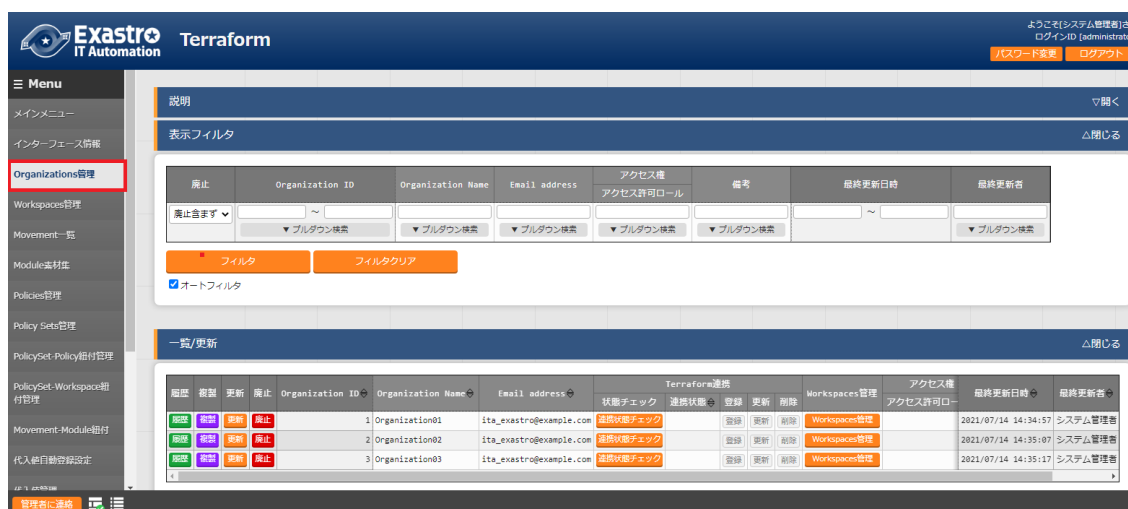 Exastro
IT Automation
Terraform
ようこそ[システム管理者]さ
ログインID [administrato
パスワード変更
ログアウト
Menu
メインメニュー
インターフェース情報
Organizations管理
Workspaces管理
Movement一覧
Module素材集
Policies管理
Policy Sets管理
PolicySet-Policy紐付管理
PolicySet-Workspace紐
付管理
Movement-Module紐付
代入値自動登録設定
説明
▽開く
表示フィルタ
△閉じる
廃止 Organization ID Organization Name Email address アクセス権 備考 最終更新日時 最終更新者
アクセス許可ロール
廃止含まず ～ ～
▼ プルダウン検索 ▼ プルダウン検索 ▼ プルダウン検索 ▼ プルダウン検索 ▼ プルダウン検索 ▼ プルダウン検索
フィルタ フィルタクリア
オートフィルタ
一覧/更新
△閉じる
履歴 複製 更新 廃止 Organization ID Organization Name Email address Terraform連携 Workspaces管理 アクセス権 最終更新日時 最終更新者
状態チェック 連携状態 登録 更新 削除 アクセス許可ロー
履歴 複製 更新 廃止 1 Organization01 ita_exastro@example.com 連携状態チェック 登録 更新 削除 Workspaces管理 2021/07/14 14:34:57 システム管理者
履歴 複製 更新 廃止 2 Organization02 ita_exastro@example.com 連携状態チェック 登録 更新 削除 Workspaces管理 2021/07/14 14:35:07 システム管理者
履歴 複製 更新 廃止 3 Organization03 ita_exastro@example.com 連携状態チェック 登録 更新 削除 Workspaces管理 2021/07/14 14:35:17 システム管理者
管理者に連絡